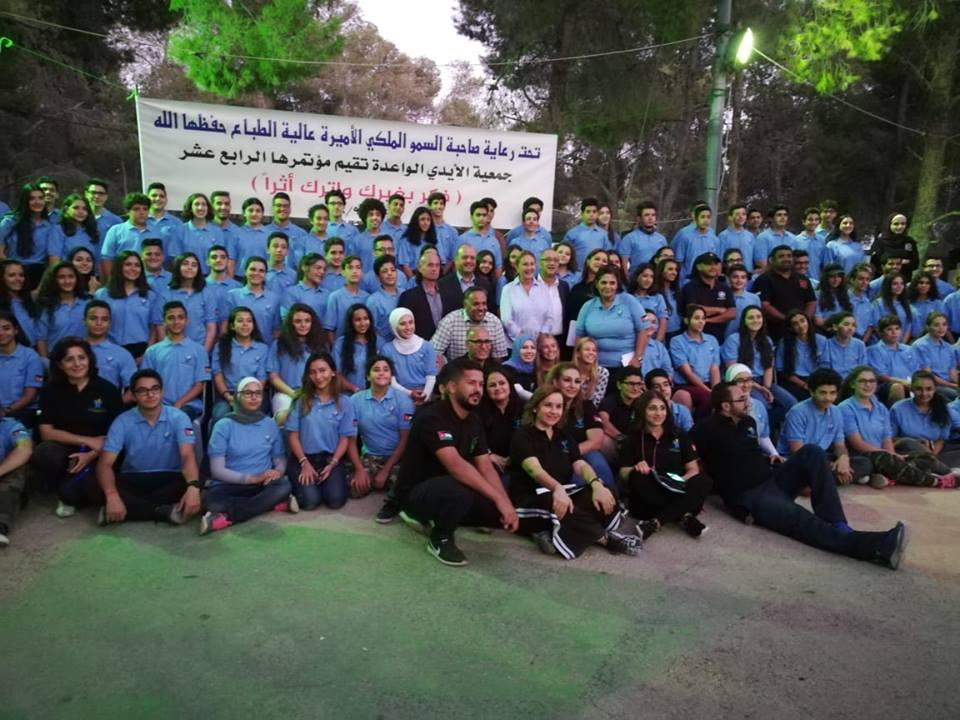 تحت رعاية صاحبة السمو الملكي الأميرة عالية الطباع حفظها الله
جمعية الأيدي الواعدة تقيم مؤتمرها الرابع عشر
( فكر بغيرك واترك أثراً )